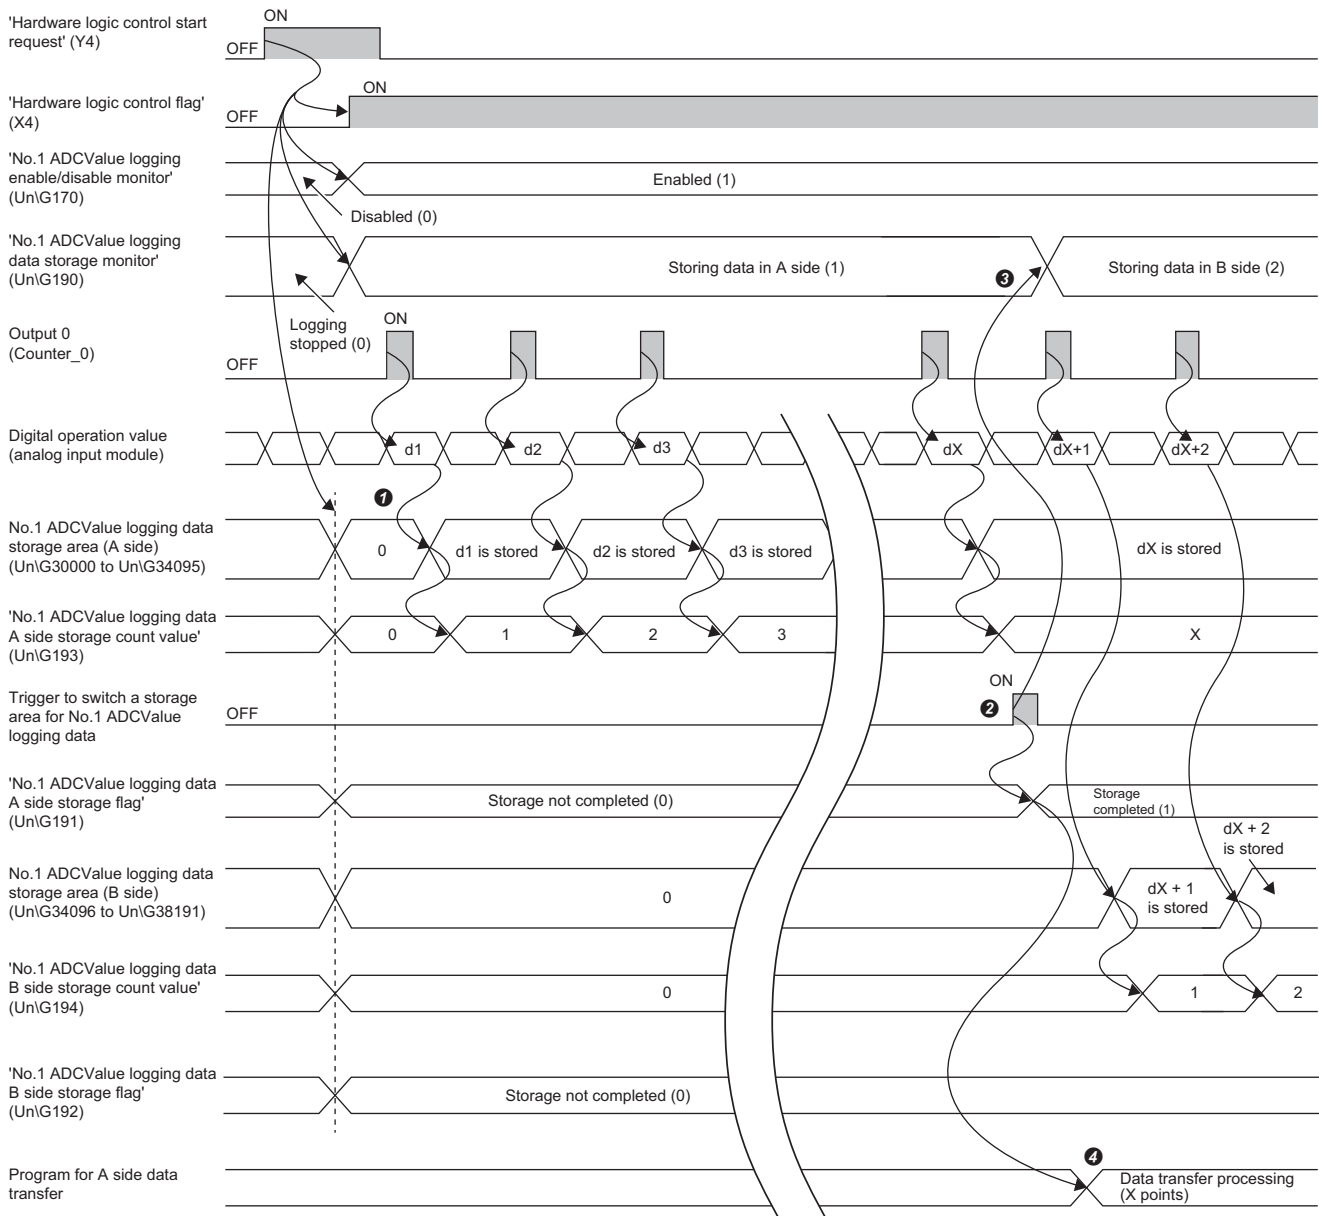 'Hardware logic control start
request' (Y4)
ON
OFF
'Hardware logic control flag'
(X4)
ON
OFF
'No.1 ADCValue logging
enable/disable monitor'
(Un\G170)
Enabled (1)
Disabled (0)
'No.1 ADCValue logging
data storage monitor'
(Un\G190)
Storing data in A side (1)
❸
Storing data in B side (2)
Logging
stopped (0)
Output 0
(Counter_0)
ON
OFF
Digital operation value
(analog input module)
d1
d2
d3
dX
dX+1
dX+2
❶
No.1 ADCValue logging data
storage area (A side)
(Un\G30000 to Un\G34095)
0
d1 is stored
d2 is stored
d3 is stored
dX is stored
'No.1 ADCValue logging data
A side storage count value'
(Un\G193)
0
1
2
3
X
Trigger to switch a storage
area for No.1 ADCValue
logging data
OFF
ON
❷
'No.1 ADCValue logging data
A side storage flag'
(Un\G191)
Storage not completed (0)
Storage
completed (1)
dX + 2
is stored
No.1 ADCValue logging data
storage area (B side)
(Un\G34096 to Un\G38191)
0
dX + 1
is stored
'No.1 ADCValue logging data
B side storage count value'
(Un\G194)
0
1
2
'No.1 ADCValue logging data
B side storage flag'
(Un\G192)
Storage not completed (0)
Program for A side data
transfer
❹
Data transfer processing
(X points)